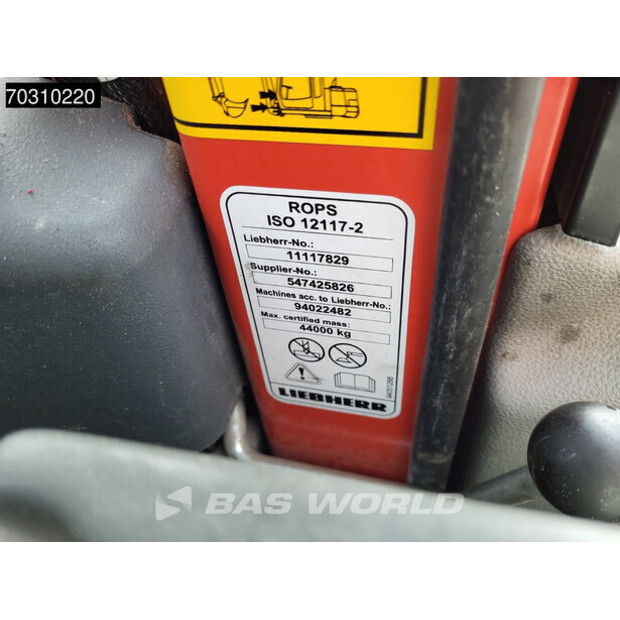 70310220
ROPS
ISO 12117-2
Liebherr-No.:
11117829
Supplier-No.:
547425826
Machines acc. to Liebherr-No.:
94022482
Max. certified mass:
44000 kg
LIEBHERR
BAS WORLD